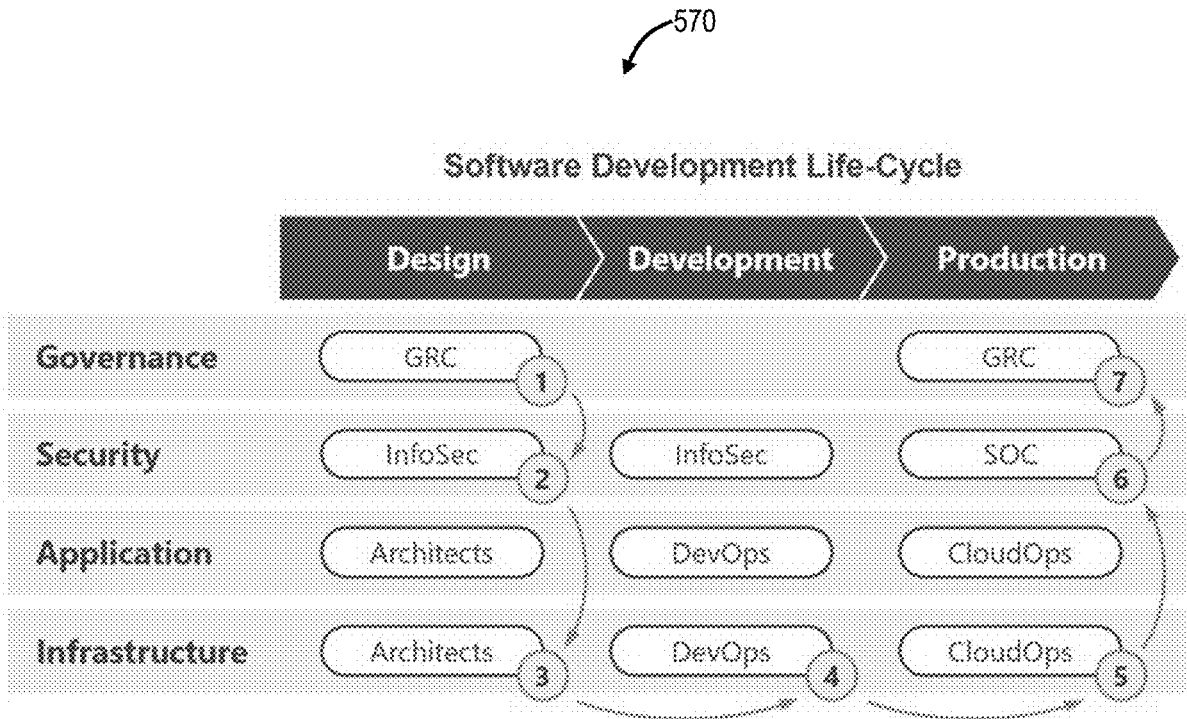 570
Software Development Life-Cycle
Design Development Production
Governance GRC 1 GRC 7
Security InfoSec 2 InfoSec SOC 6
Application Architects DevOps CloudOps
Infrastructure Architects 3 DevOps 4 CloudOps 5